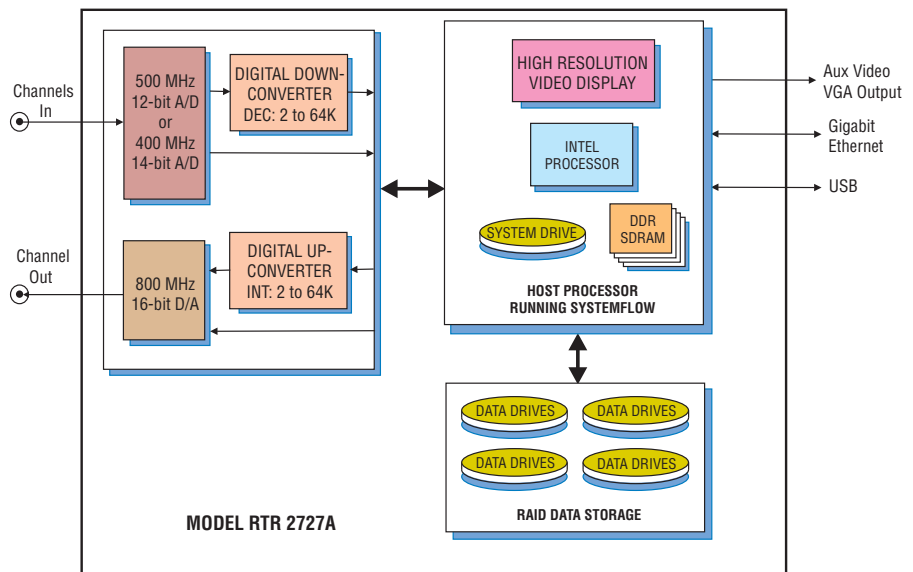 Channels
In
500 MHz
12-bit A/D
or
400 MHz
14-bit A/D
DIGITAL DOWN-
CONVERTER
DEC: 2 to 64K
Channel
Out
800 MHz
16-bit D/A
DIGITAL UP-
CONVERTER
INT: 2 to 64K
HIGH RESOLUTION
VIDEO DISPLAY
INTEL
PROCESSOR
SYSTEM DRIVE
DDR
SDRAM
HOST PROCESSOR
RUNNING SYSTEMFLOW
Aux Video
VGA Output
Gigabit
Ethernet
USB
DATA DRIVES
DATA DRIVES
DATA DRIVES
DATA DRIVES
RAID DATA STORAGE
MODEL RTR 2727A